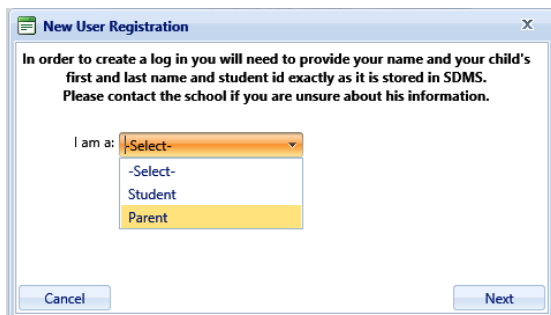 New User Registration x
In order to create a log in you will need to provide your name and your child's
first and last name and student id exactly as it is stored in SDMS.
Please contact the school if you are unsure about his information.
I am a: -Select-
-Select-
Student
Parent
Cancel Next